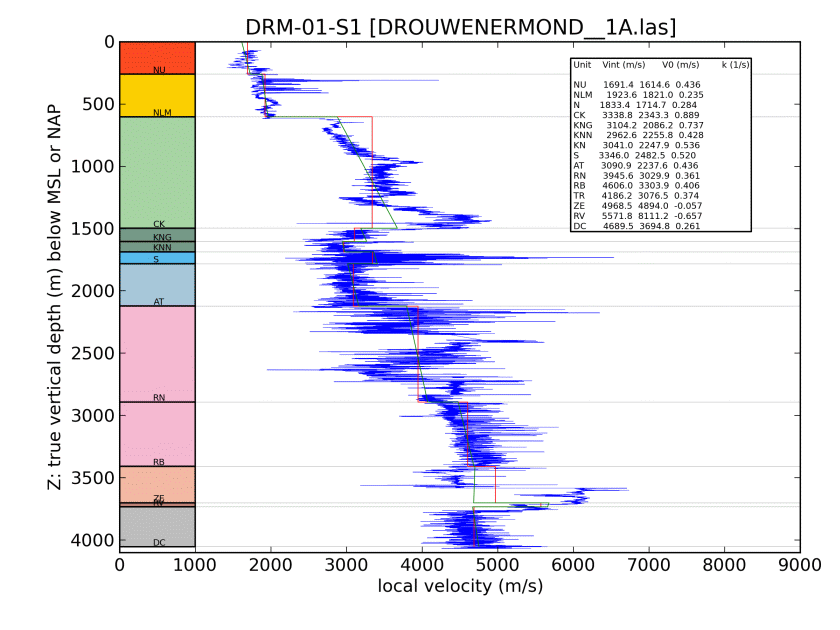 DRM-01-S1 [DROUWENERMOND__1A.las]
Z: true vertical depth (m) below MSL or NAP
0
500
1000
1500
2000
2500
3000
3500
4000
NU
NLM
CK
KNG
KNN
S
AT
RN
RB
ZE
RV
DC
Unit Vint (m/s) V0 (m/s) k (1/s)
NU 1691.4 1614.6 0.436
NLM 1923.6 1821.0 0.235
N 1833.4 1714.7 0.284
CK 3338.8 2343.3 0.889
KNG 3104.2 2086.2 0.737
KNN 2962.6 2255.8 0.428
KN 3041.0 2247.9 0.536
S 3346.0 2482.5 0.520
AT 3090.9 2237.6 0.436
RN 3945.6 3029.9 0.361
RB 4606.0 3303.9 0.406
TR 4186.2 3076.5 0.374
ZE 4968.5 4894.0 -0.057
RV 5571.8 8111.2 -0.657
DC 4689.5 3694.8 0.261
0 1000 2000 3000 4000 5000 6000 7000 8000 9000
local velocity (m/s)